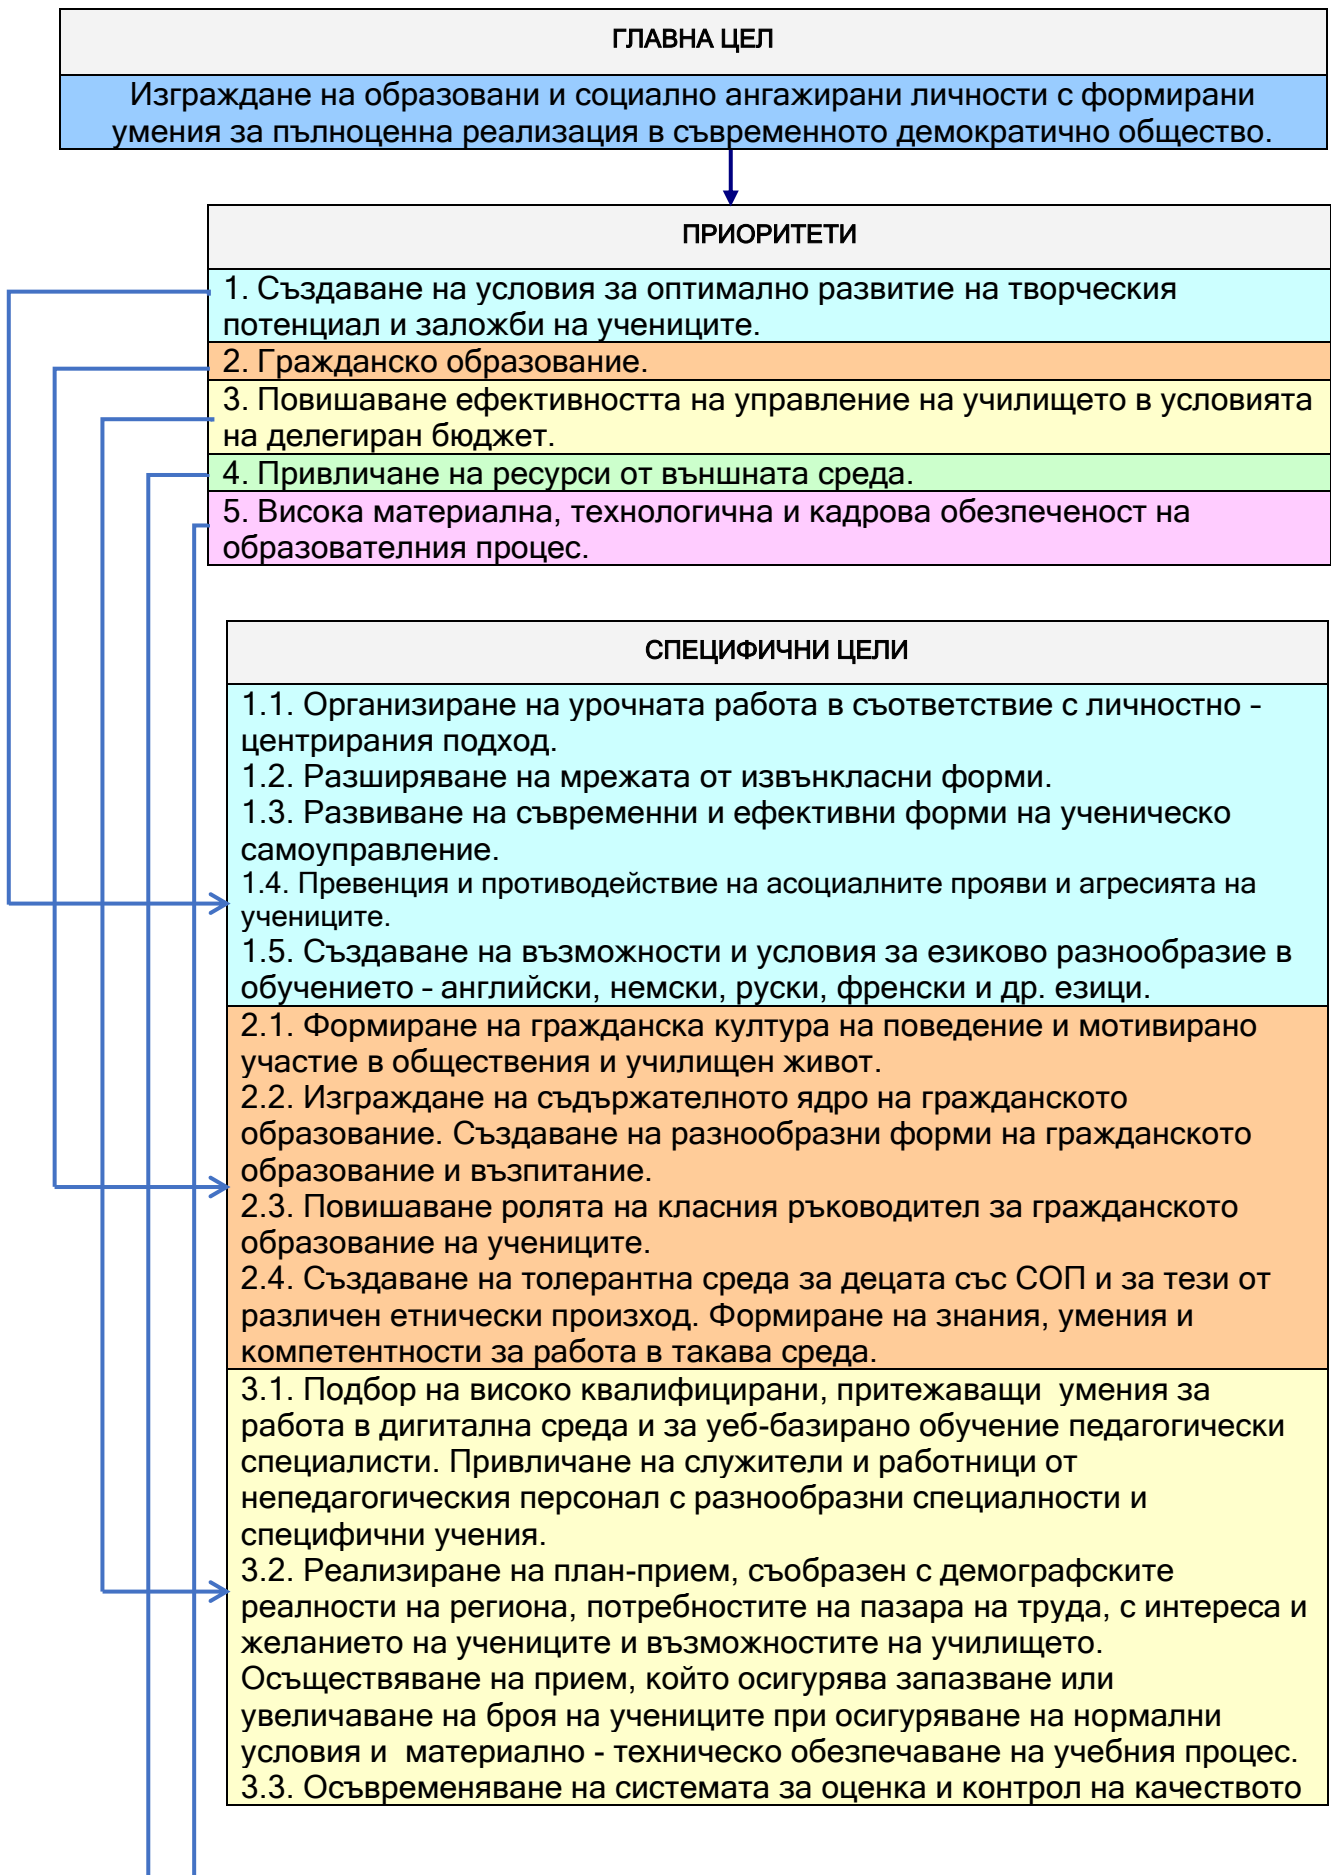 ГЛАВНА ЦЕЛ
Изграждане на образовани и социално ангажирани личности с формирани
умения за пълноценна реализация в съвременното демократично общество.
ПРИОРИТЕТИ
1. Създаване на условия за оптимално развитие на творческия
потенциал и заложби на учениците.
2. Гражданско образование.
3. Повишаване ефективността на управление на училището в условията
на делегиран бюджет.
4. Привличане на ресурси от външната среда.
5. Висока материална, технологична и кадрова обезпеченост на
образователния процес.
СПЕЦИФИЧНИ ЦЕЛИ
1.1. Организиране на урочната работа в съответствие с личностно –
центрирания подход.
1.2. Разширяване на мрежата от извънкласни форми.
1.3. Развиване на съвременни и ефективни форми на ученическо
самоуправление.
1.4. Превенция и противодействие на асоциалните прояви и агресията на
учениците.
1.5. Създаване на възможности и условия за езиково разнообразие в
обучението – английски, немски, руски, френски и др. езици.
2.1. Формиране на гражданска култура на поведение и мотивирано
участие в обществения и училищен живот.
2.2. Изграждане на съдържателното ядро на гражданското
образование. Създаване на разнообразни форми на гражданското
образование и възпитание.
2.3. Повишаване ролята на класния ръководител за гражданското
образование на учениците.
2.4. Създаване на толерантна среда за децата със СОП и за тези от
различен етнически произход. Формиране на знания, умения и
компетентности за работа в такава среда.
3.1. Подбор на високо квалифицирани, притежаващи  умения за
работа в дигитална среда и за уеб-базирано обучение педагогически
специалисти. Привличане на служители и работници от
непедагогическия персонал с разнообразни специалности и
специфични учения.
3.2. Реализиране на план-прием, съобразен с демографските
реалности на региона, потребностите на пазара на труда, с интереса и
желанието на учениците и възможностите на училището.
Осъществяване на прием, който осигурява запазване или
увеличаване на броя на учениците при осигуряване на нормални
условия и  материално - техническо обезпечаване на учебния процес.
3.3. Осъвременяване на системата за оценка и контрол на качеството